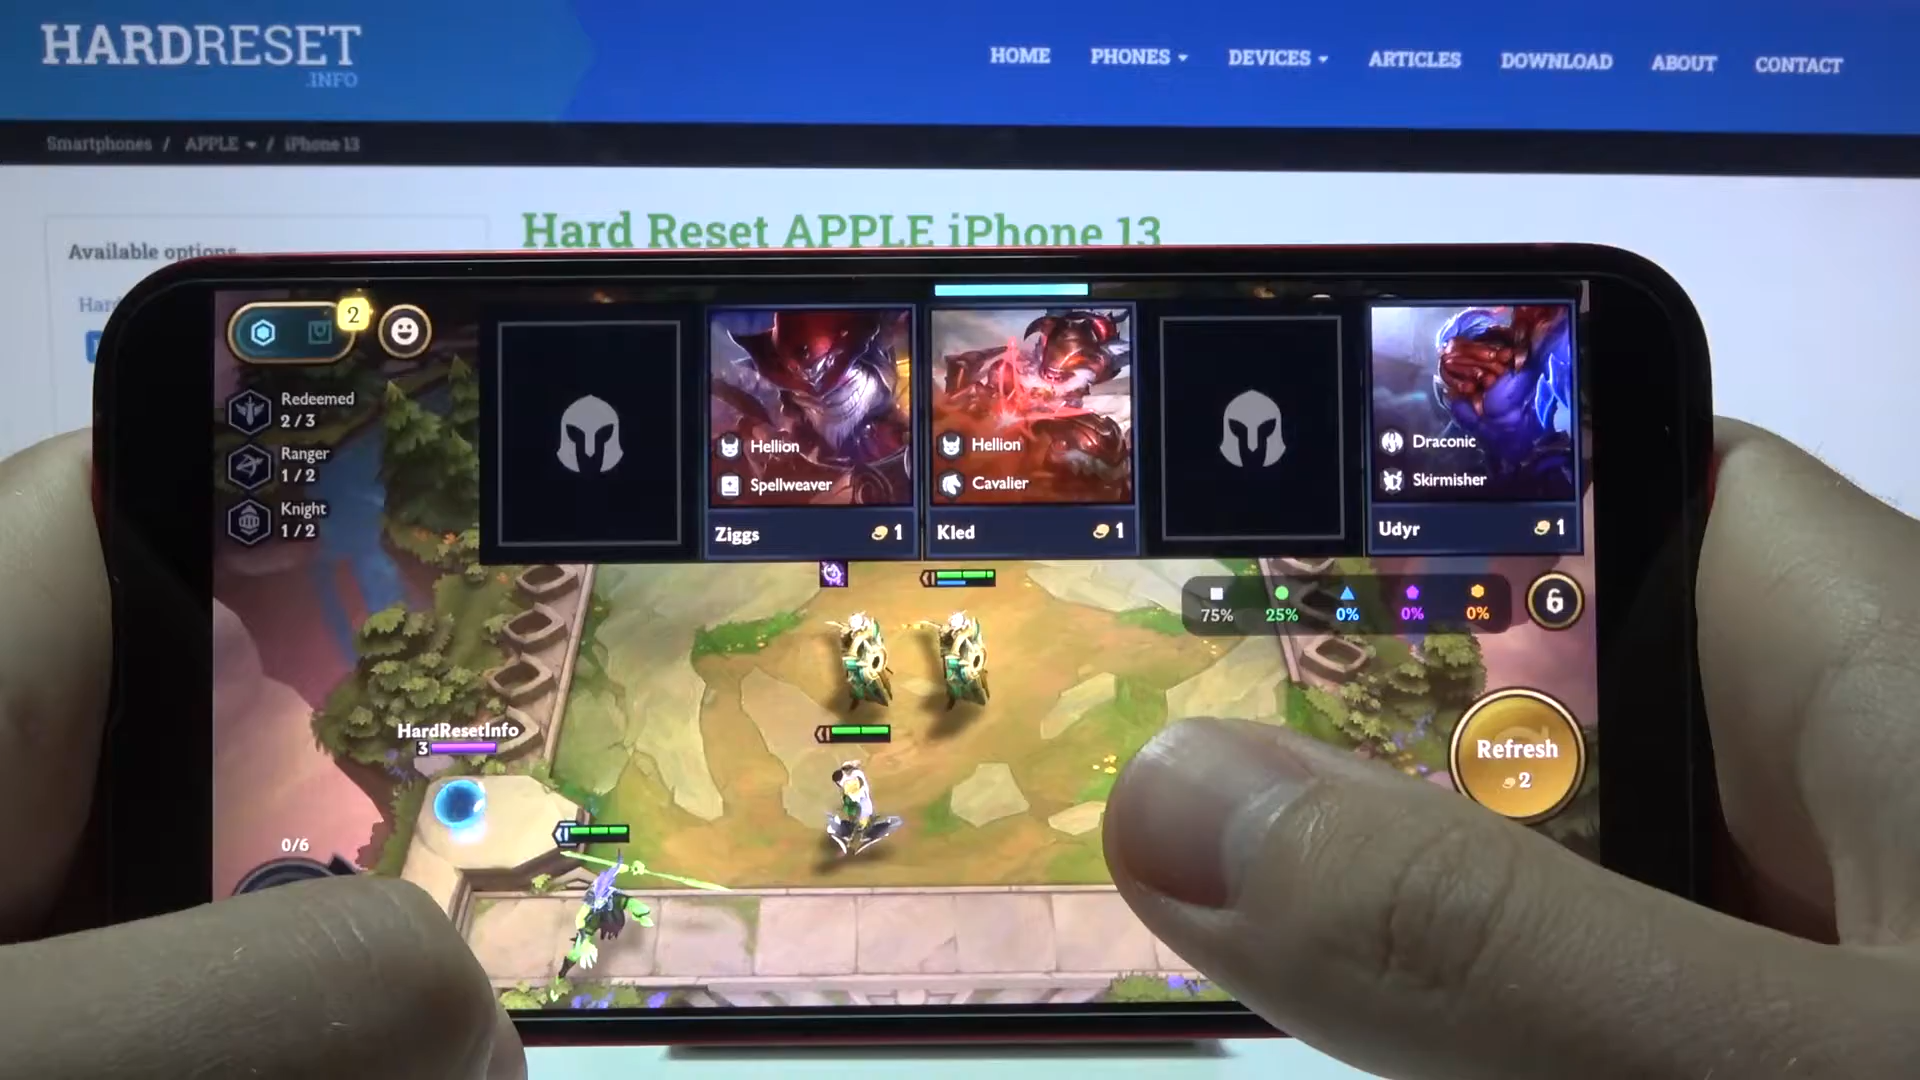 HARDRESET
.INFO
HOME PHONES DEVICES ARTICLES DOWNLOAD ABOUT CONTACT
Smartphones / APPLE / iPhone 13
Hard Reset APPLE iPhone 13
Available options
Hard
2
Redeemed
2 / 3
Ranger
1 / 2
Knight
1 / 2
Hellion
Spellweaver
Ziggs 1
Hellion
Cavalier
Kled 1
Draconic
Skirmisher
Udyr 1
75% 25% 0% 0% 0%
Refresh
2
HardResetInfo
3
0/6